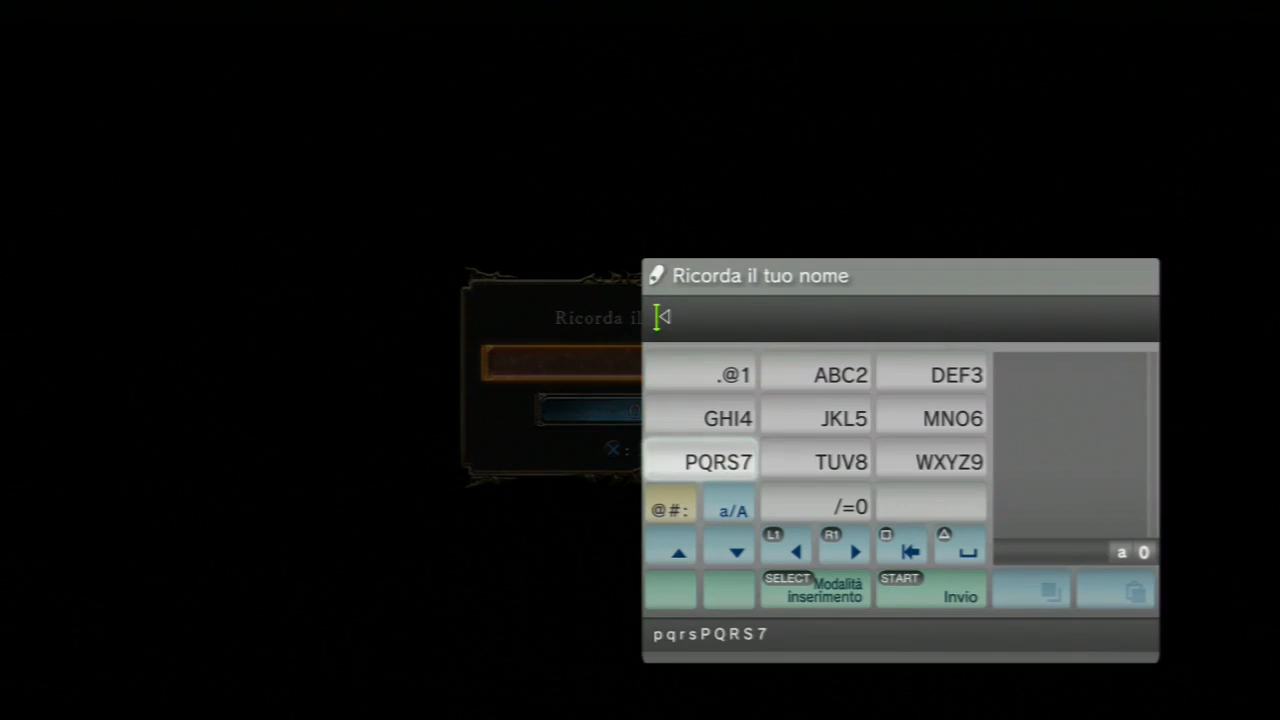 Ricorda il tuo nome
Ricorda il
.@1 ABC2 DEF3
GHI4 JKL5 MNO6
PQRS7 TUV8 WXYZ9
@#: a/A /=0
L1 R1
a 0
SELECT Modalità inserimento START Invio
pqrsPQRS7